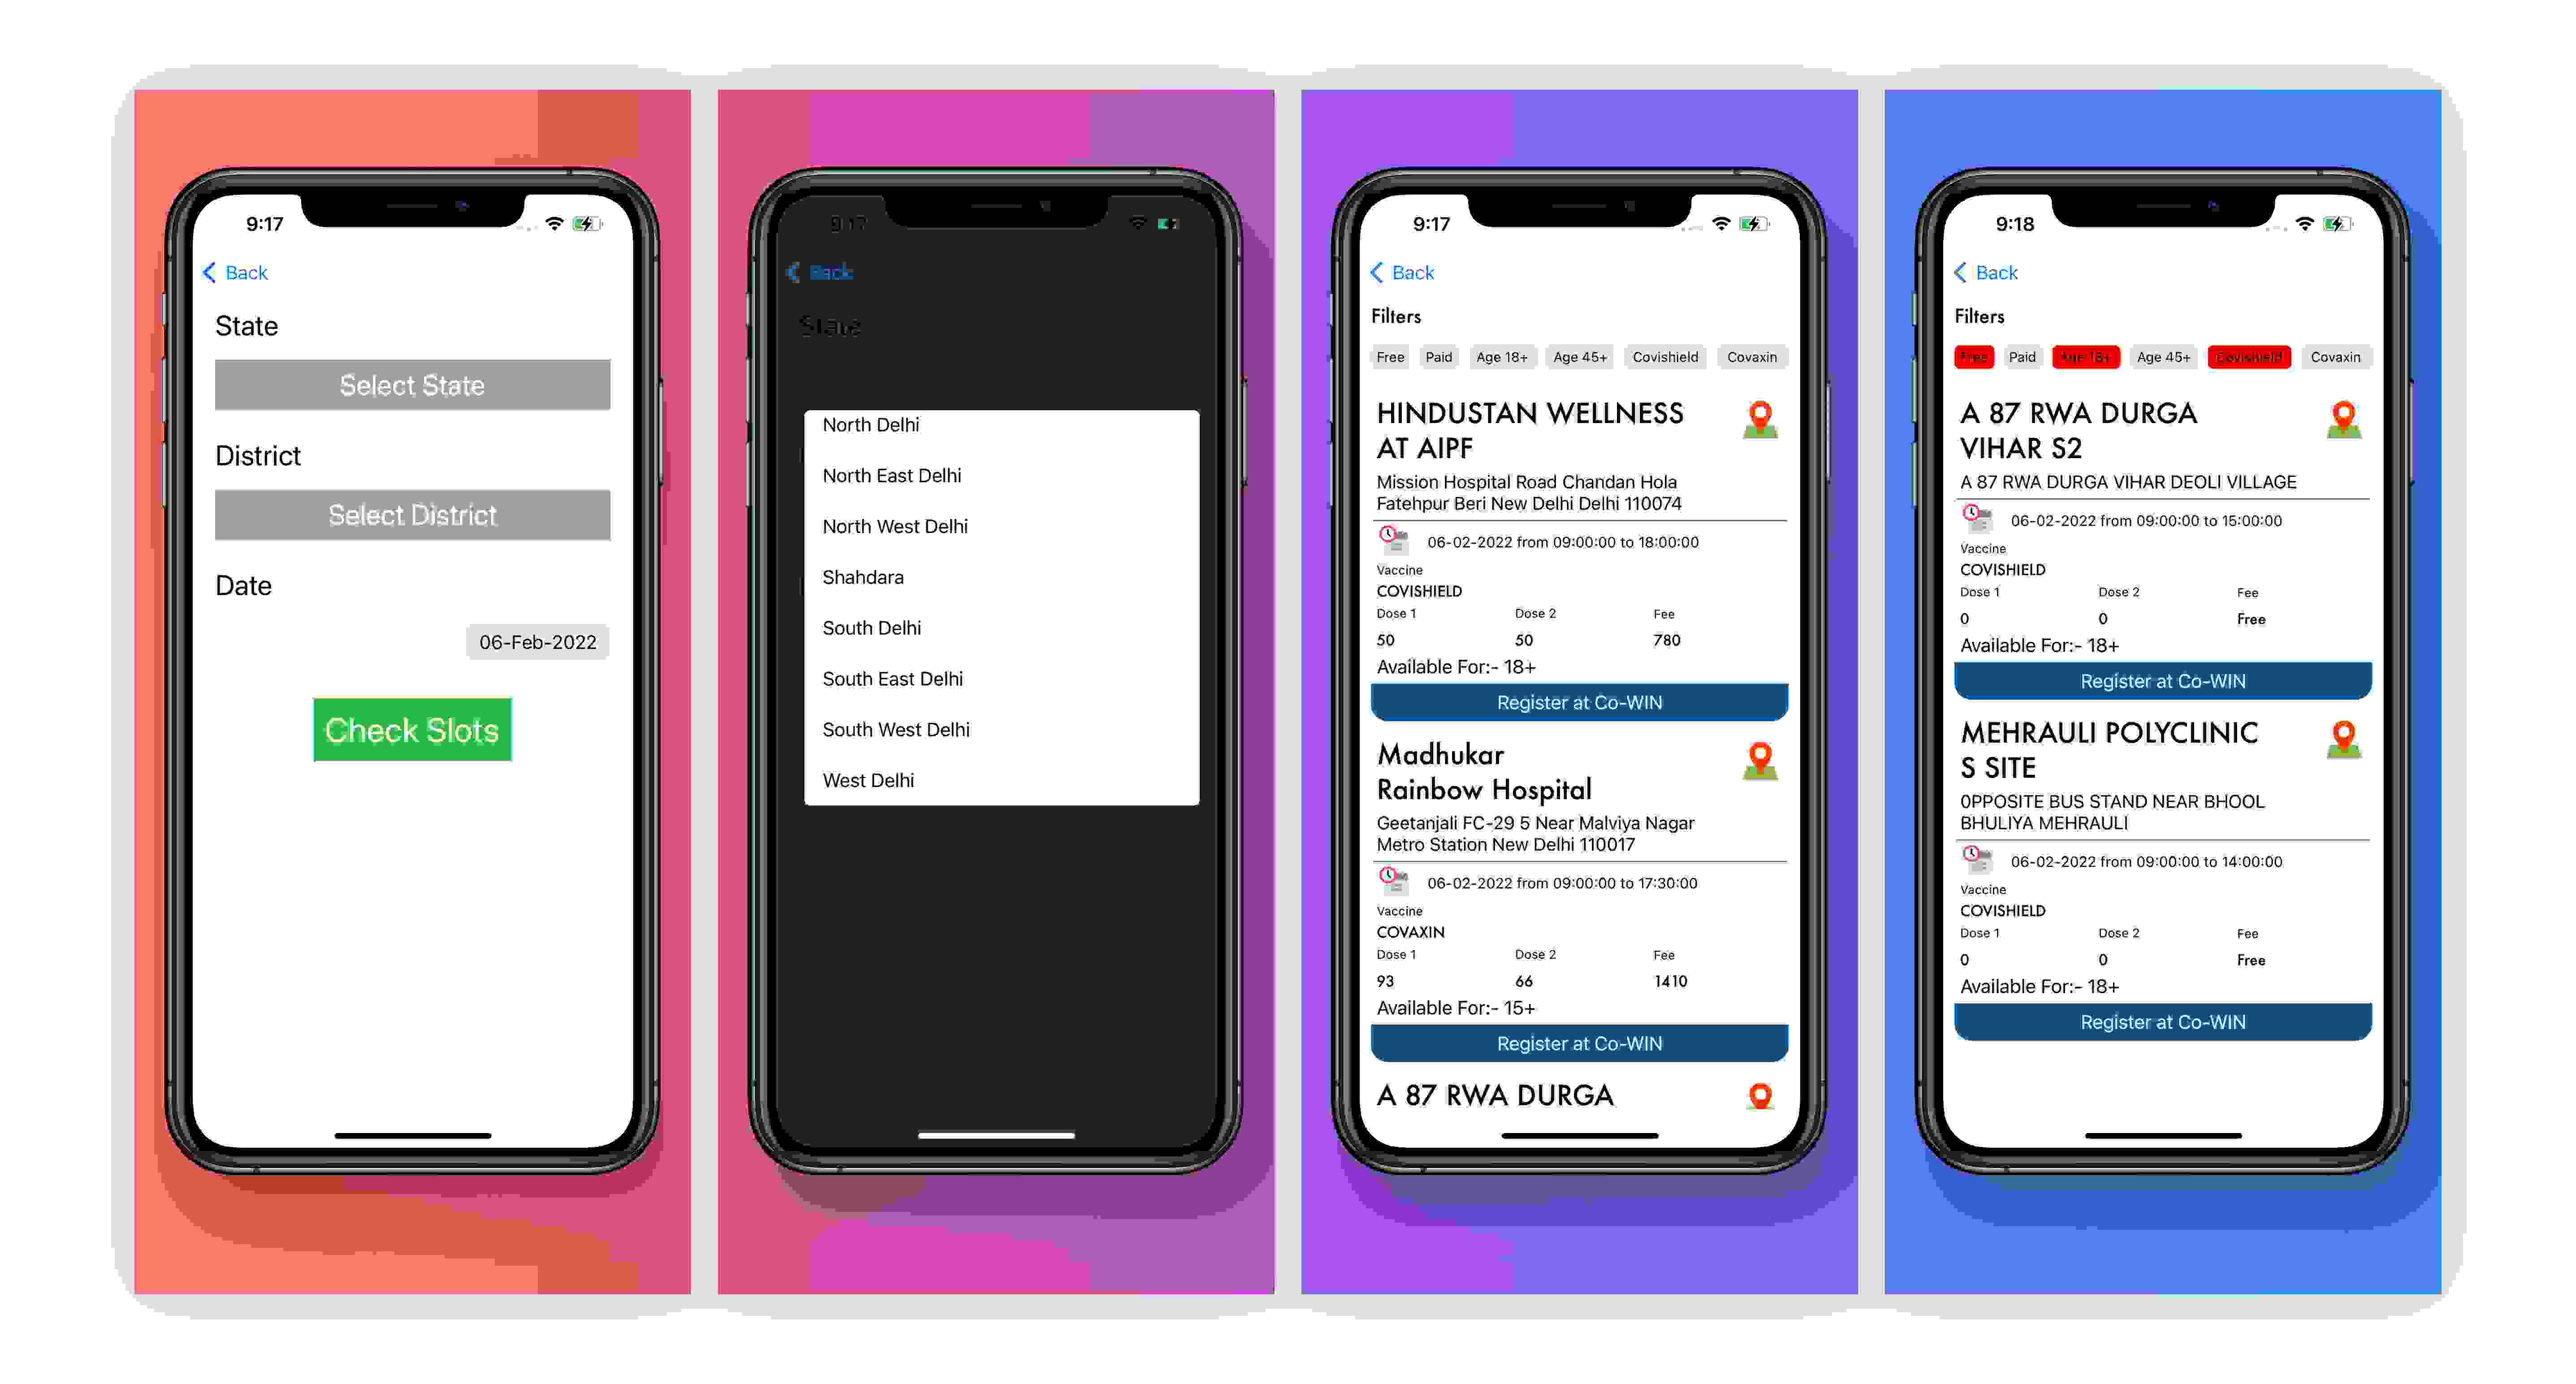 9:17
Back
State
Select State
District
Select District
Date
06-Feb-2022
Check Slots
9:17
Back
State
North Delhi
North East Delhi
North West Delhi
Shahdara
South Delhi
South East Delhi
South West Delhi
West Delhi
9:17
Back
Filters
Free Paid Age 18+ Age 45+ Covishield Covaxin
HINDUSTAN WELLNESS
AT AIPF
Mission Hospital Road Chandan Hola
Fatehpur Beri New Delhi Delhi 110074
06-02-2022 from 09:00:00 to 18:00:00
Vaccine
COVISHIELD
Dose 1 Dose 2 Fee
50 50 780
Available For:- 18+
Register at Co-WIN
Madhukar
Rainbow Hospital
Geetanjali FC-29 5 Near Malviya Nagar
Metro Station New Delhi 110017
06-02-2022 from 09:00:00 to 17:30:00
Vaccine
COVAXIN
Dose 1 Dose 2 Fee
93 66 1410
Available For:- 15+
Register at Co-WIN
A 87 RWA DURGA
9:18
Back
Filters
Free Paid Age 18+ Age 45+ Covishield Covaxin
A 87 RWA DURGA
VIHAR S2
A 87 RWA DURGA VIHAR DEOLI VILLAGE
06-02-2022 from 09:00:00 to 15:00:00
Vaccine
COVISHIELD
Dose 1 Dose 2 Fee
0 0 Free
Available For:- 18+
Register at Co-WIN
MEHRAULI POLYCLINIC
S SITE
0PPOSITE BUS STAND NEAR BHOOL
BHULIYA MEHRAULI
06-02-2022 from 09:00:00 to 14:00:00
Vaccine
COVISHIELD
Dose 1 Dose 2 Fee
0 0 Free
Available For:- 18+
Register at Co-WIN